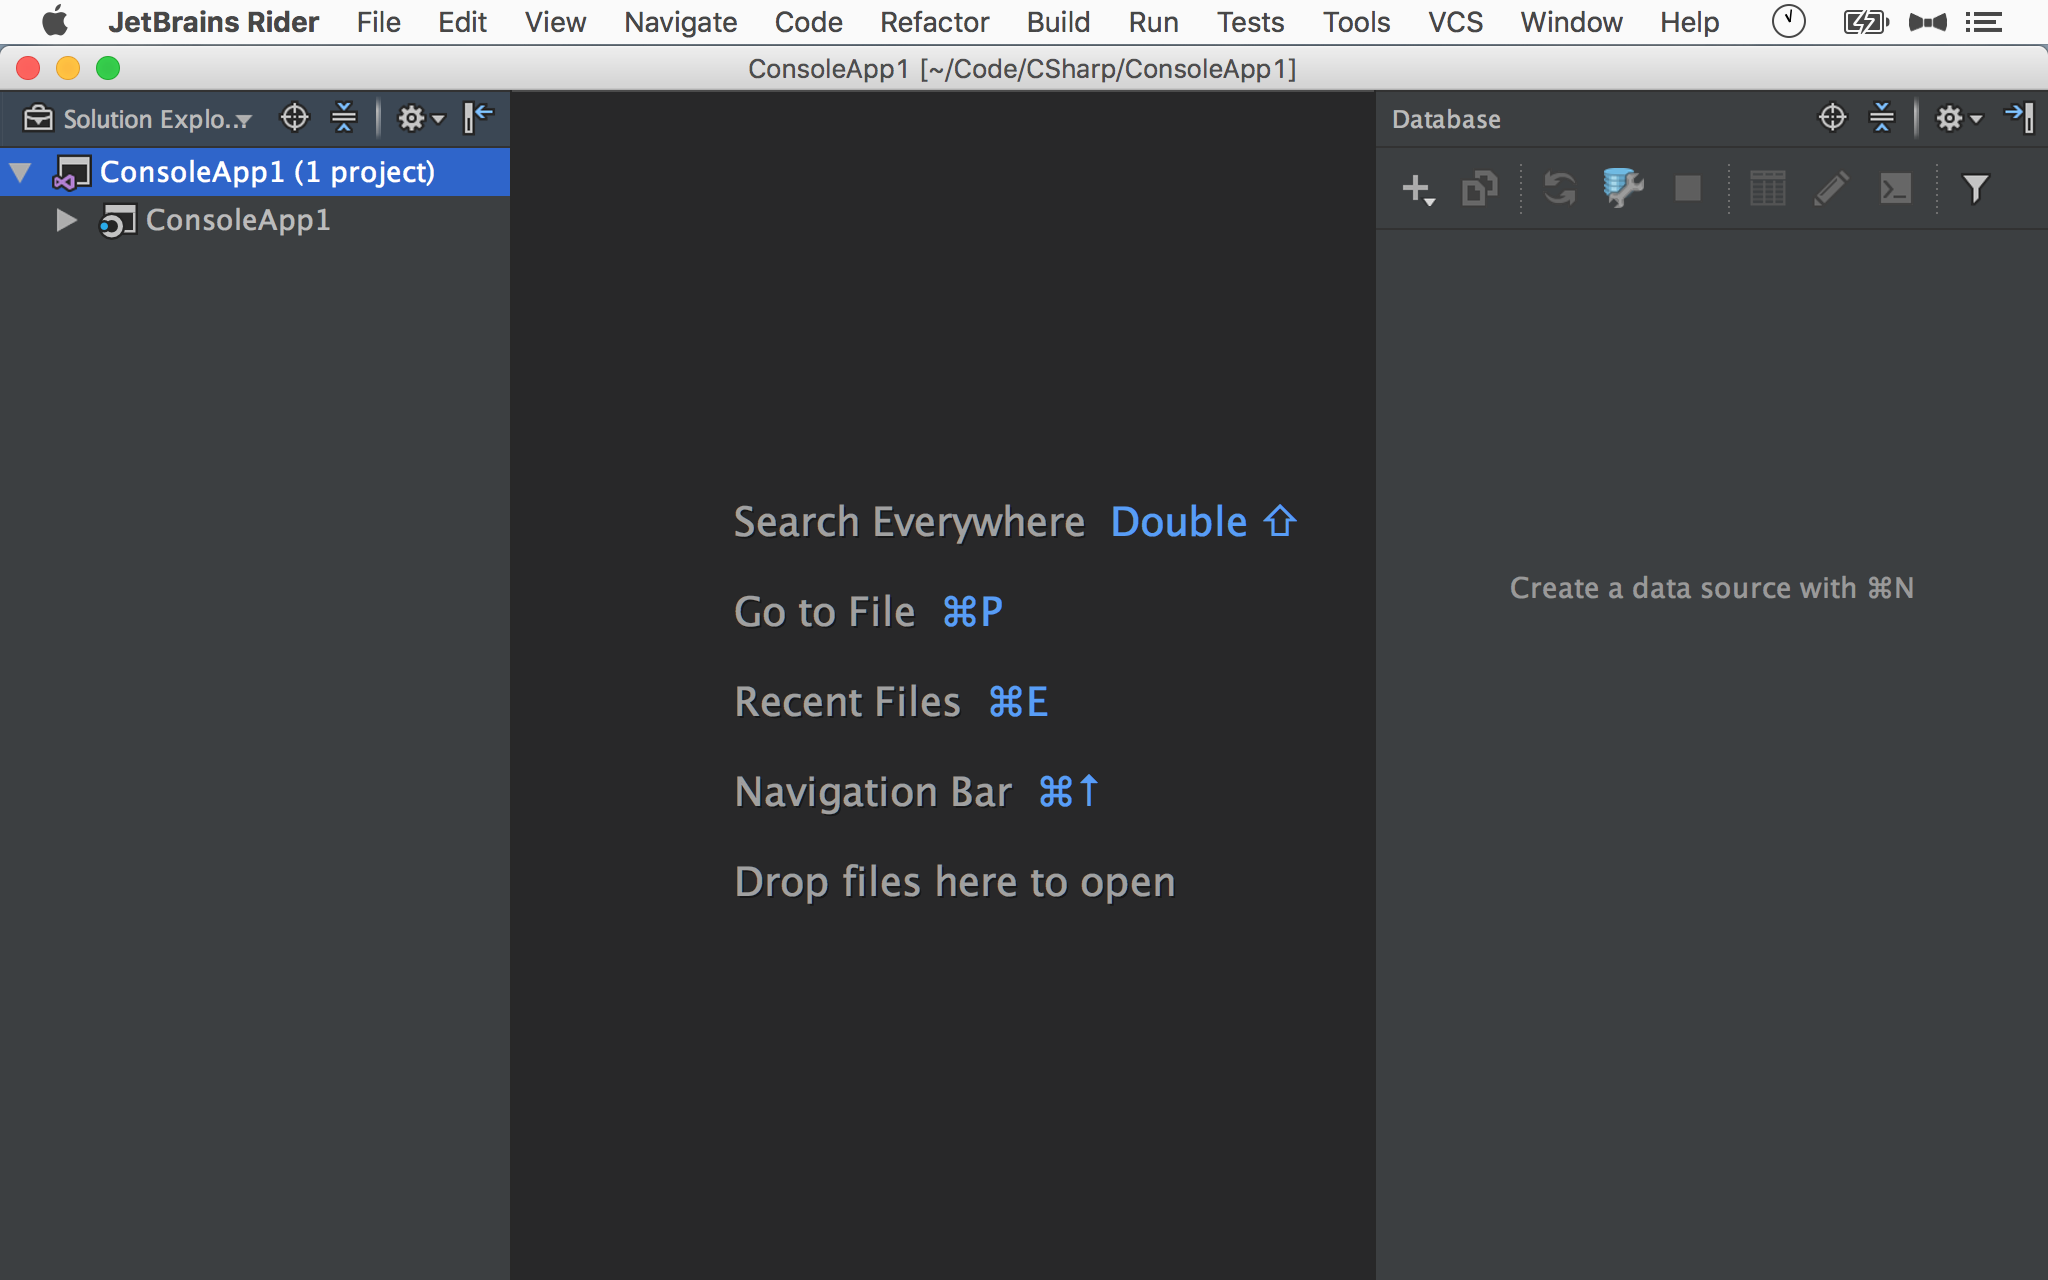 JetBrains Rider File Edit View Navigate Code Refactor Build Run Tests Tools VCS Window Help
ConsoleApp1 [~/Code/CSharp/ConsoleApp1]
Solution Explo...
Database
ConsoleApp1 (1 project)
ConsoleApp1
Search Everywhere Double ⇧
Go to File ⌘P
Recent Files ⌘E
Navigation Bar ⌘↑
Drop files here to open
Create a data source with ⌘N